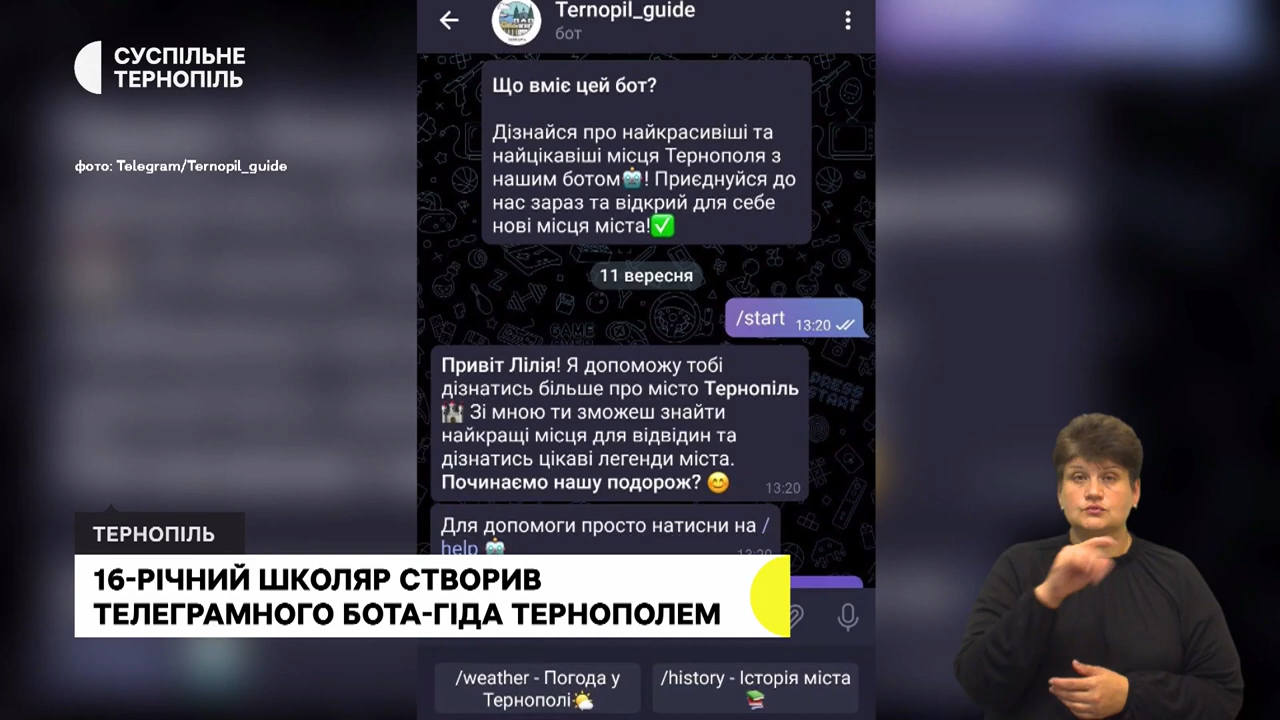 СУСПІЛЬНЕ
ТЕРНОПІЛЬ
фото: Telegram/Ternopil_guide
Ternopil_guide
бот
Що вміє цей бот?
Дізнайся про найкрасивіші та
найцікавіші місця Тернополя з
нашим ботом🤖! Приєднуйся до
нас зараз та відкрий для себе
нові місця міста!✅
11 вересня
/start 13:20
Привіт Лілія! Я допоможу тобі
дізнатись більше про місто Тернопіль
🏰 Зі мною ти зможеш знайти
найкращі місця для відвідин та
дізнатись цікаві легенди міста.
Починаємо нашу подорож? 😊 13:20
Для допомоги просто натисни на /
help 🤖 13:20
ТЕРНОПІЛЬ
16-РІЧНИЙ ШКОЛЯР СТВОРИВ
ТЕЛЕГРАМНОГО БОТА-ГІДА ТЕРНОПОЛЕМ
/weather - Погода у
Тернополі🌤
/history - Історія міста
📚